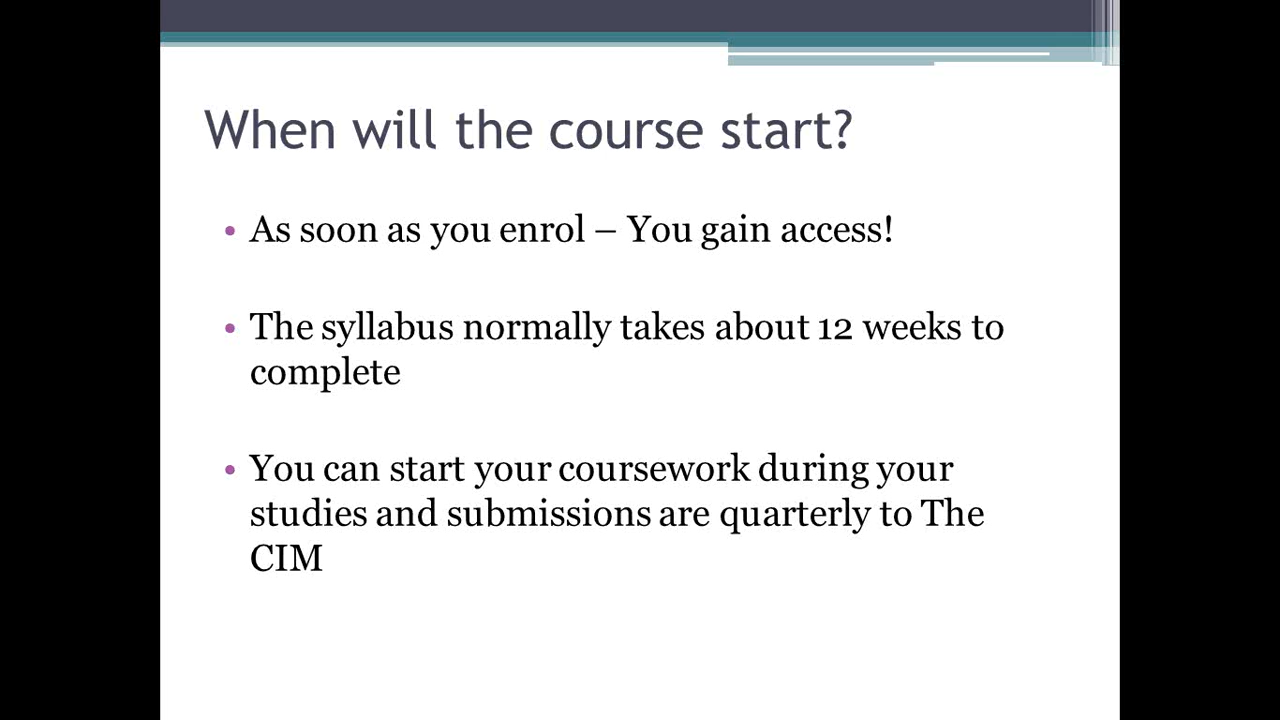 When will the course start?
• As soon as you enrol – You gain access!
• The syllabus normally takes about 12 weeks to
complete
• You can start your coursework during your
studies and submissions are quarterly to The
CIM